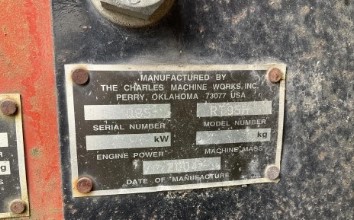 MANUFACTURED BY
THE CHARLES MACHINE WORKS, INC.
PERRY, OKLAHOMA 73077 USA
SERIAL NUMBER MODEL NUMBER
kW kg
ENGINE POWER MACHINE MASS
DATE OF MANUFACTURE